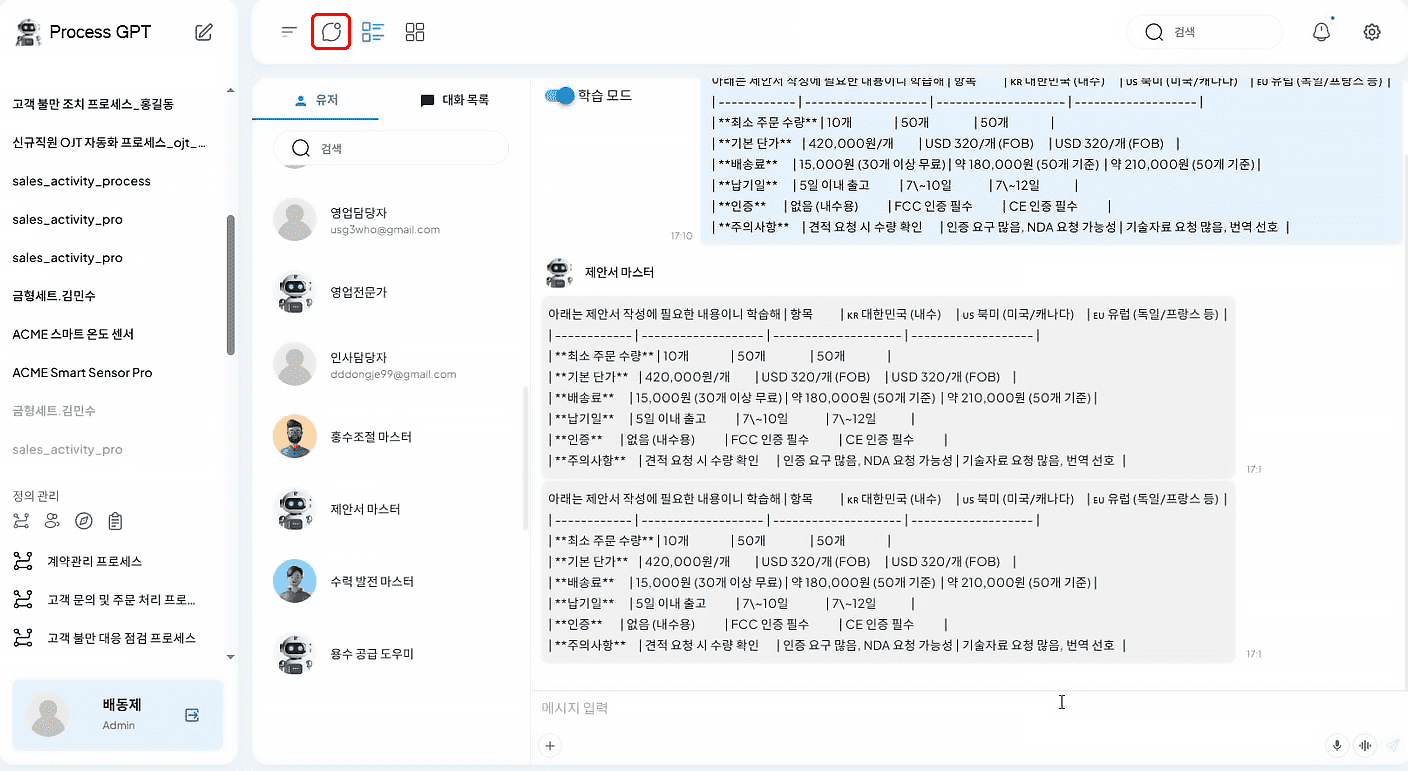 Process GPT
고객 불만 조치 프로세스_홍길동
신규직원 OJT 자동화 프로세스_ojt_...
sales_activity_process
sales_activity_pro
sales_activity_pro
금형세트.김민수
ACME 스마트 온도 센서
ACME Smart Sensor Pro
금형세트.김민수
sales_activity_pro
정의 관리
계약관리 프로세스
고객 문의 및 주문 처리 프로...
고객 불만 대응 점검 프로세스
배동제
Admin
검색
유저
대화 목록
검색
영업담당자
usg3who@gmail.com
영업전문가
인사담당자
dddongje99@gmail.com
홍수조절 마스터
제안서 마스터
수력 발전 마스터
용수 공급 도우미
학습 모드
아래는 제안서 작성에 필요한 내용이니 학습해 | 항목 | KR 대한민국 (내수) | US 북미 (미국/캐나다) | EU 유럽 (독일/프랑스 등) |
|------------|-------------------|--------------------|-------------------|
| **최소 주문 수량** | 10개 | 50개 | 50개 |
| **기본 단가** | 420,000원/개 | USD 320/개 (FOB) | USD 320/개 (FOB) |
| **배송료** | 15,000원 (30개 이상 무료) | 약 180,000원 (50개 기준) | 약 210,000원 (50개 기준) |
| **납기일** | 5일 이내 출고 | 7\~10일 | 7\~12일 |
| **인증** | 없음 (내수용) | FCC 인증 필수 | CE 인증 필수 |
| **주의사항** | 견적 요청 시 수량 확인 | 인증 요구 많음, NDA 요청 가능성 | 기술자료 요청 많음, 번역 선호 |
17:10
제안서 마스터
아래는 제안서 작성에 필요한 내용이니 학습해 | 항목 | KR 대한민국 (내수) | US 북미 (미국/캐나다) | EU 유럽 (독일/프랑스 등) |
|------------|-------------------|--------------------|-------------------|
| **최소 주문 수량** | 10개 | 50개 | 50개 |
| **기본 단가** | 420,000원/개 | USD 320/개 (FOB) | USD 320/개 (FOB) |
| **배송료** | 15,000원 (30개 이상 무료) | 약 180,000원 (50개 기준) | 약 210,000원 (50개 기준) |
| **납기일** | 5일 이내 출고 | 7\~10일 | 7\~12일 |
| **인증** | 없음 (내수용) | FCC 인증 필수 | CE 인증 필수 |
| **주의사항** | 견적 요청 시 수량 확인 | 인증 요구 많음, NDA 요청 가능성 | 기술자료 요청 많음, 번역 선호 |
17:1
아래는 제안서 작성에 필요한 내용이니 학습해 | 항목 | KR 대한민국 (내수) | US 북미 (미국/캐나다) | EU 유럽 (독일/프랑스 등) |
|------------|-------------------|--------------------|-------------------|
| **최소 주문 수량** | 10개 | 50개 | 50개 |
| **기본 단가** | 420,000원/개 | USD 320/개 (FOB) | USD 320/개 (FOB) |
| **배송료** | 15,000원 (30개 이상 무료) | 약 180,000원 (50개 기준) | 약 210,000원 (50개 기준) |
| **납기일** | 5일 이내 출고 | 7\~10일 | 7\~12일 |
| **인증** | 없음 (내수용) | FCC 인증 필수 | CE 인증 필수 |
| **주의사항** | 견적 요청 시 수량 확인 | 인증 요구 많음, NDA 요청 가능성 | 기술자료 요청 많음, 번역 선호 |
17:1
메시지 입력